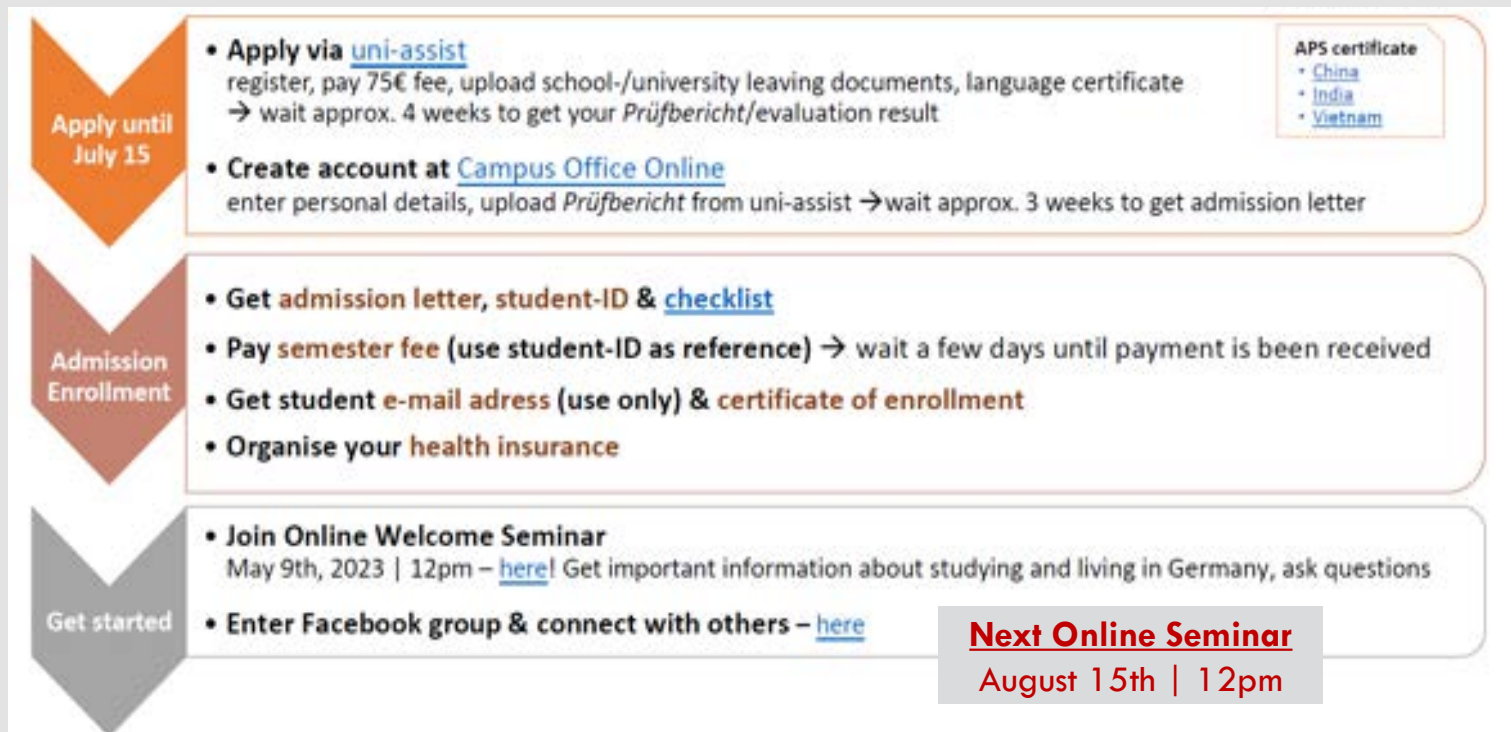 Apply until
July 15
• Apply via uni-assist
register, pay 75€ fee, upload school-/university leaving documents, language certificate
→ wait approx. 4 weeks to get your Prüfbericht/evaluation result
• Create account at Campus Office Online
enter personal details, upload Prüfbericht from uni-assist →wait approx. 3 weeks to get admission letter
APS certificate
• China
• India
• Vietnam
Admission
Enrollment
• Get admission letter, student-ID & checklist
• Pay semester fee (use student-ID as reference) → wait a few days until payment is been received
• Get student e-mail adress (use only) & certificate of enrollment
• Organise your health insurance
Get started
• Join Online Welcome Seminar
May 9th, 2023 | 12pm – here! Get important information about studying and living in Germany, ask questions
• Enter Facebook group & connect with others – here
Next Online Seminar
August 15th | 12pm